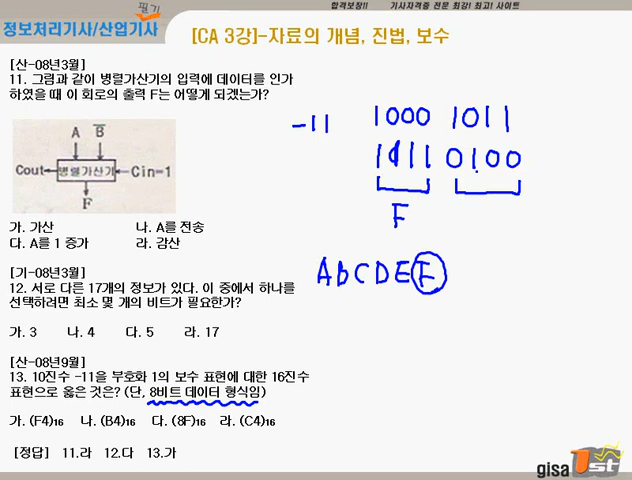 합격보장!! 기사자격증 전문 최강! 최고! 사이트
필기
정보처리기사/산업기사
[CA 3강]-자료의 개념, 진법, 보수
[산-08년3월]
11. 그림과 같이 병렬가산기의 입력에 데이터를 인가
하였을 때 이 회로의 출력 F는 어떻게 되겠는가?
A B̅
Cout 병렬가산기 Cin=1
F
가. 가산 나. A를 전송
다. A를 1 증가 라. 감산
[기-08년3월]
12. 서로 다른 17개의 정보가 있다. 이 중에서 하나를
선택하려면 최소 몇 개의 비트가 필요한가?
가. 3 나. 4 다. 5 라. 17
[산-08년9월]
13. 10진수 -11을 부호화 1의 보수 표현에 대한 16진수
표현으로 옳은 것은? (단, 8비트 데이터 형식임)
가. (F4)16 나. (B4)16 다. (8F)16 라. (C4)16
[정답] 11.라 12.다 13.가
-11 1000 1011
1111 0100
F
ABCDEF
gisa 1st